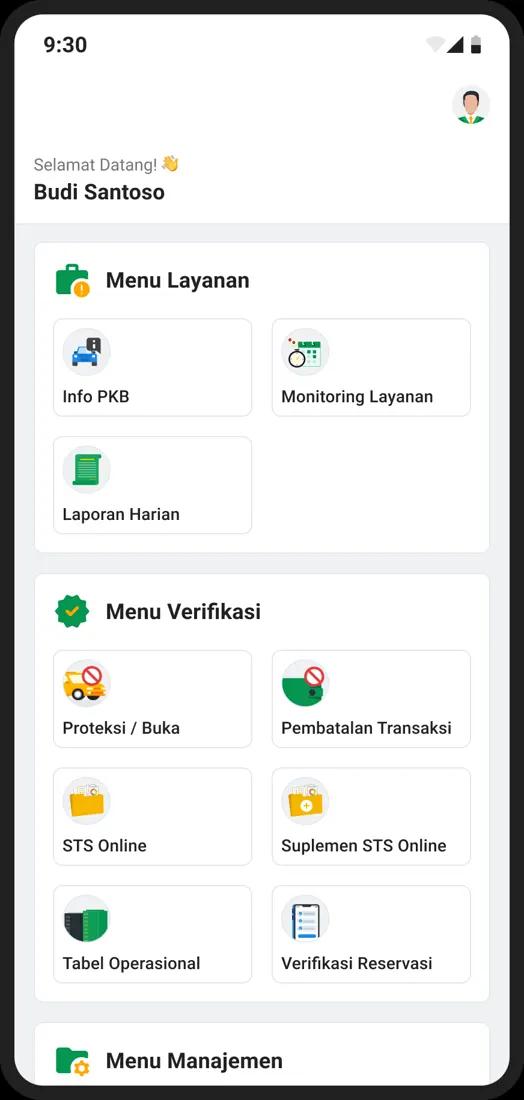 9:30
Selamat Datang! 👋
Budi Santoso
Menu Layanan
Info PKB
Monitoring Layanan
Laporan Harian
Menu Verifikasi
Proteksi / Buka
Pembatalan Transaksi
STS Online
Suplemen STS Online
Tabel Operasional
Verifikasi Reservasi
Menu Manajemen